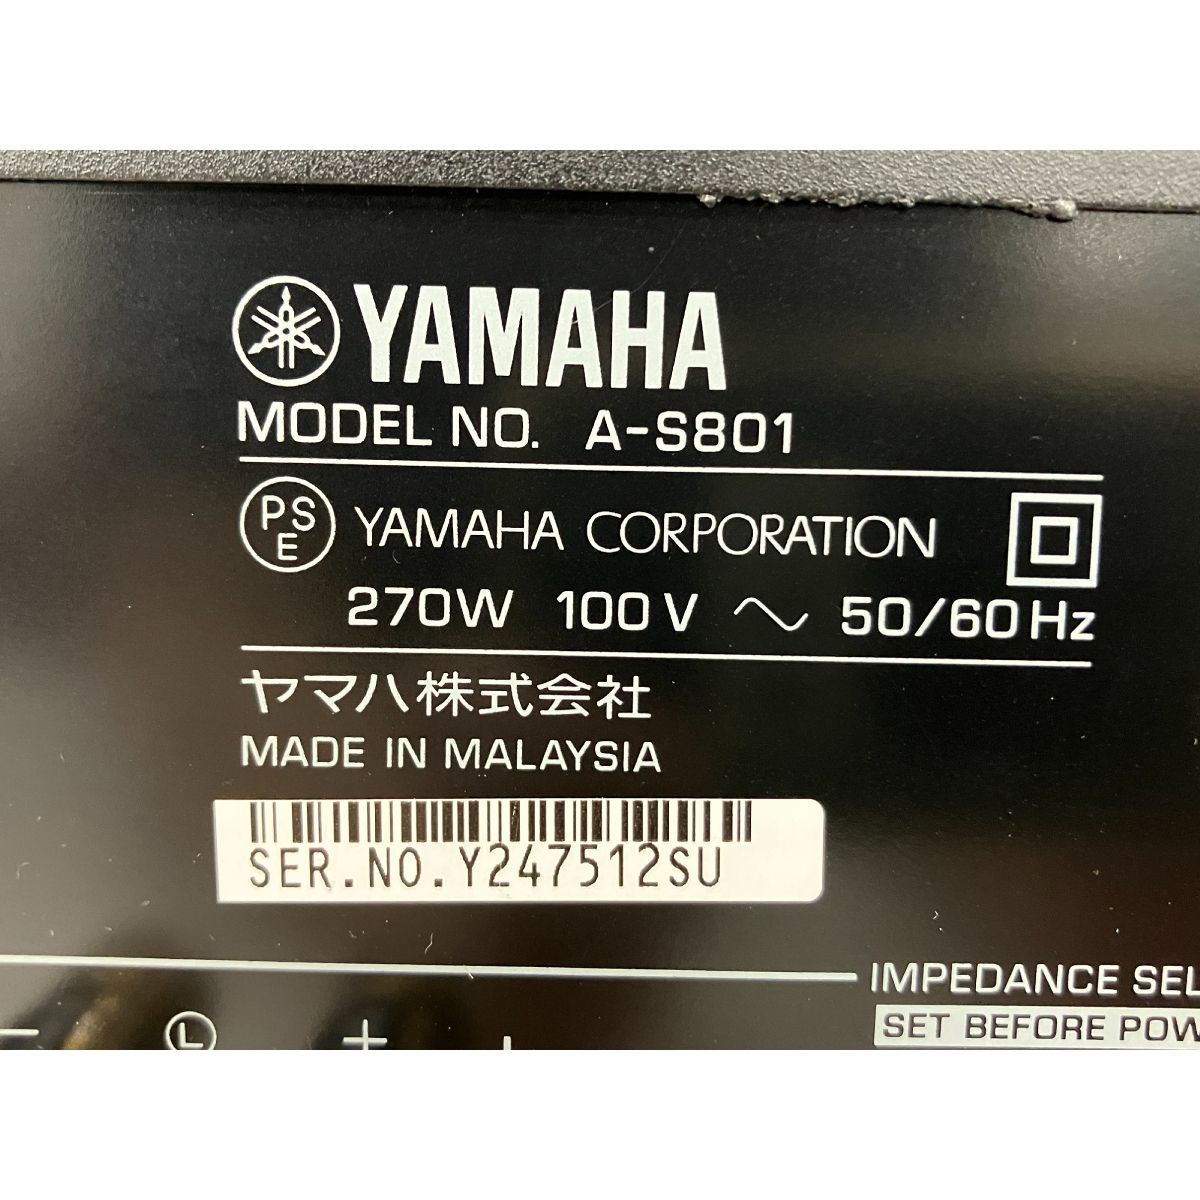 YAMAHA
MODEL NO. A-S801
PS
E
YAMAHA CORPORATION
270W 100V ~ 50/60Hz
ヤマハ株式会社
MADE IN MALAYSIA
SER.NO.Y247512SU
IMPEDANCE SEL
SET BEFORE POW
− L +